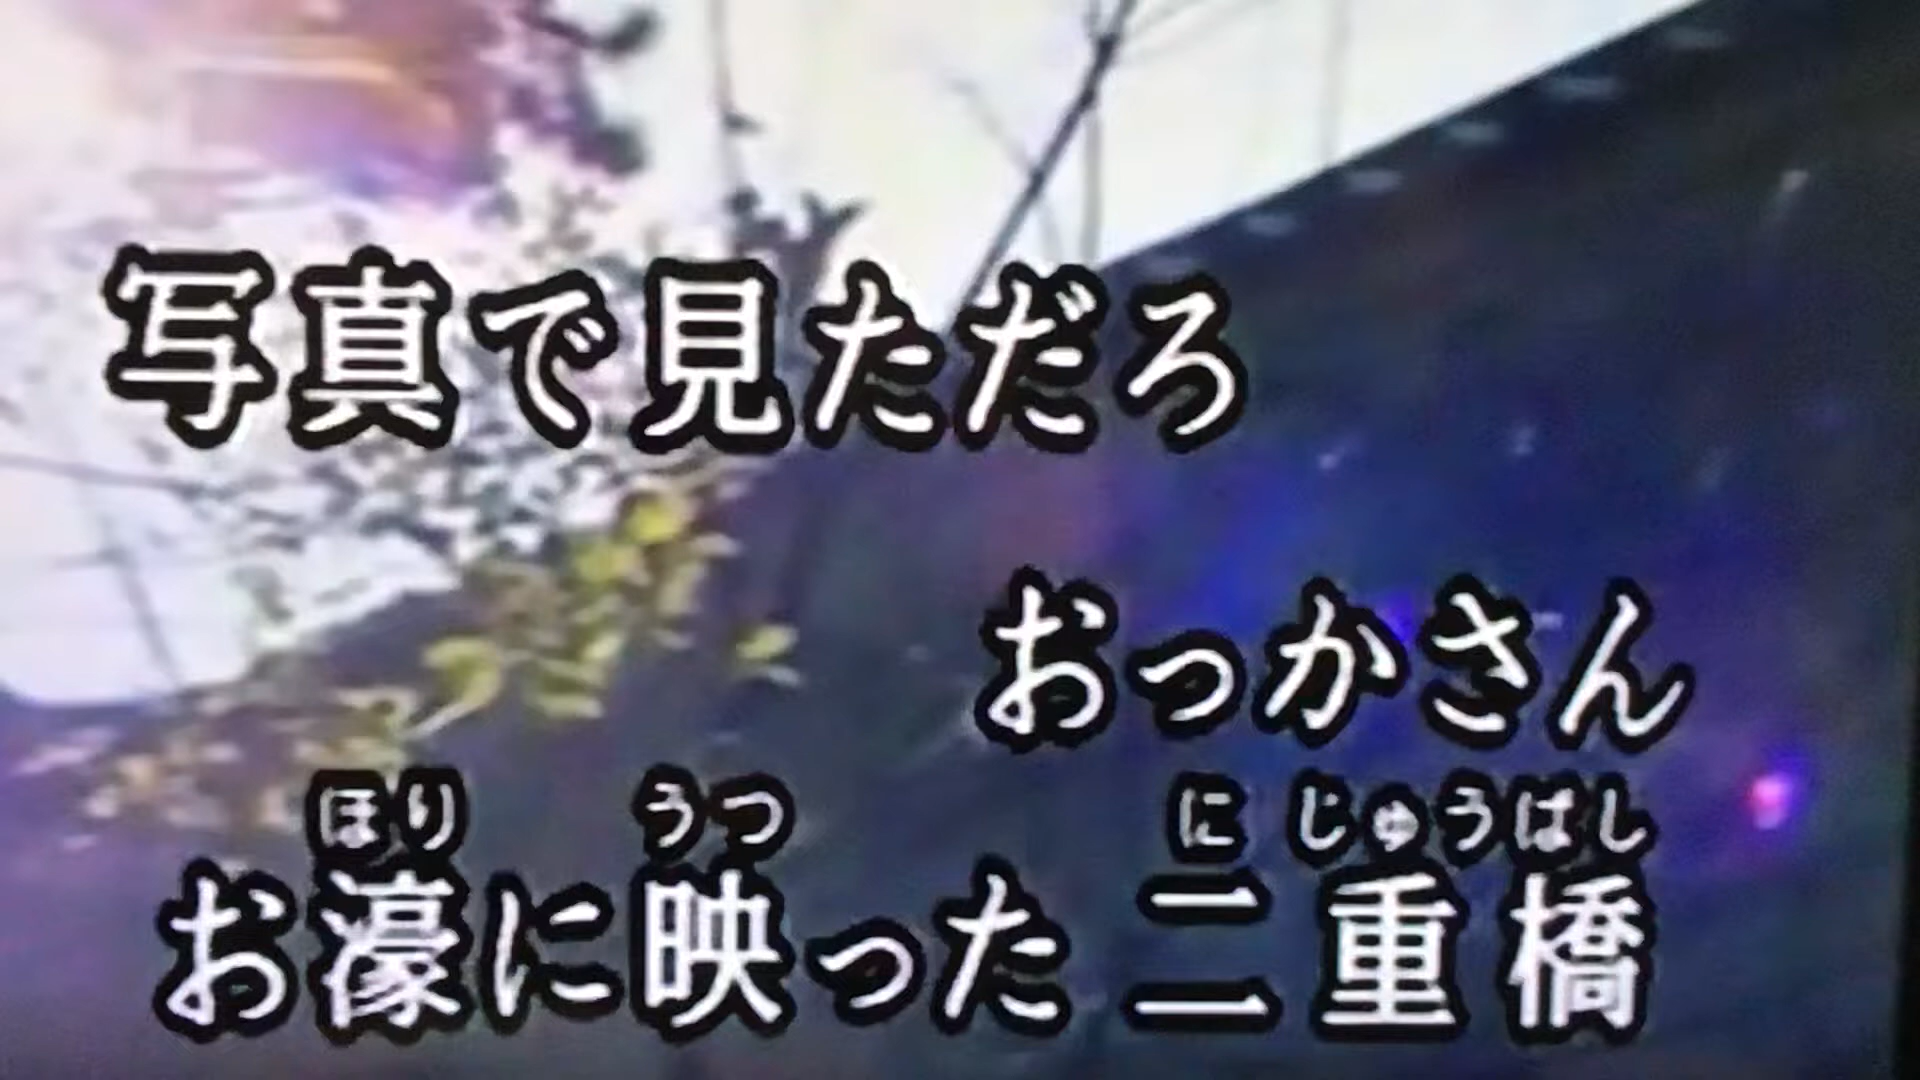 写真で見ただろ
おっかさん
ほり うつ にじゅうばし
お濠に映った 二重橋